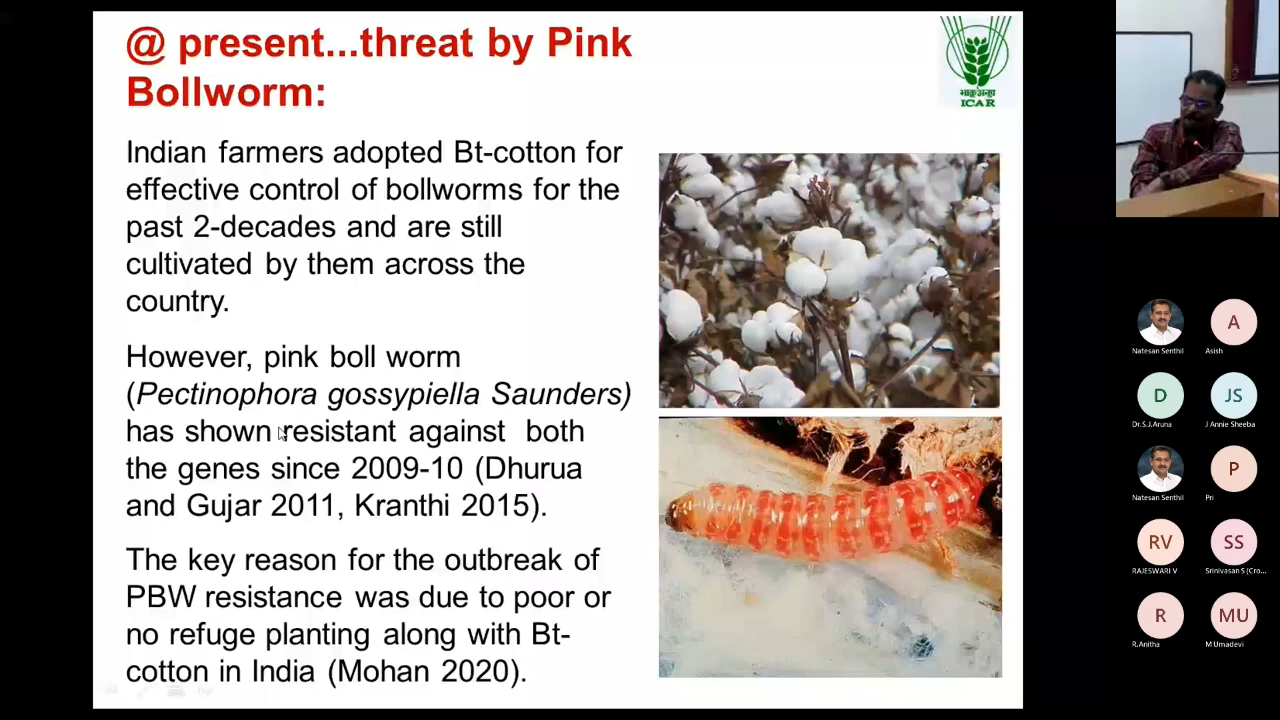 @ present...threat by Pink
Bollworm:
ICAR
Indian farmers adopted Bt-cotton for
effective control of bollworms for the
past 2-decades and are still
cultivated by them across the
country.
However, pink boll worm
(Pectinophora gossypiella Saunders)
has shown resistant against both
the genes since 2009-10 (Dhurua
and Gujar 2011, Kranthi 2015).
The key reason for the outbreak of
PBW resistance was due to poor or
no refuge planting along with Bt-
cotton in India (Mohan 2020).
Natesan Senthil
A
Asish
D
Dr.S.J.Aruna
JS
J Annie Sheeba
Natesan Senthil
P
Pri
RV
RAJESWARI V
SS
Srinivasan S (Cro...
R
R.Anitha
MU
M Umadevi